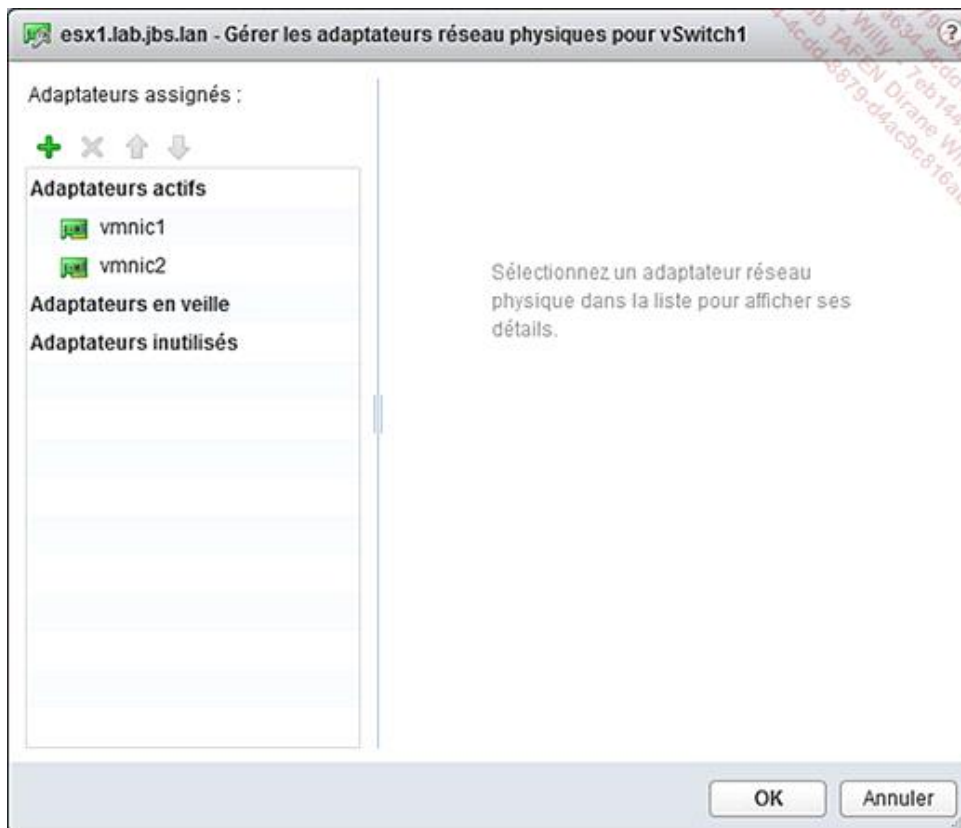 esx1.lab.jbs.lan - Gérer les adaptateurs réseau physiques pour vSwitch1
?
Adaptateurs assignés :
Adaptateurs actifs
vmnic1
vmnic2
Adaptateurs en veille
Adaptateurs inutilisés
Sélectionnez un adaptateur réseau
physique dans la liste pour afficher ses
détails.
OK
Annuler